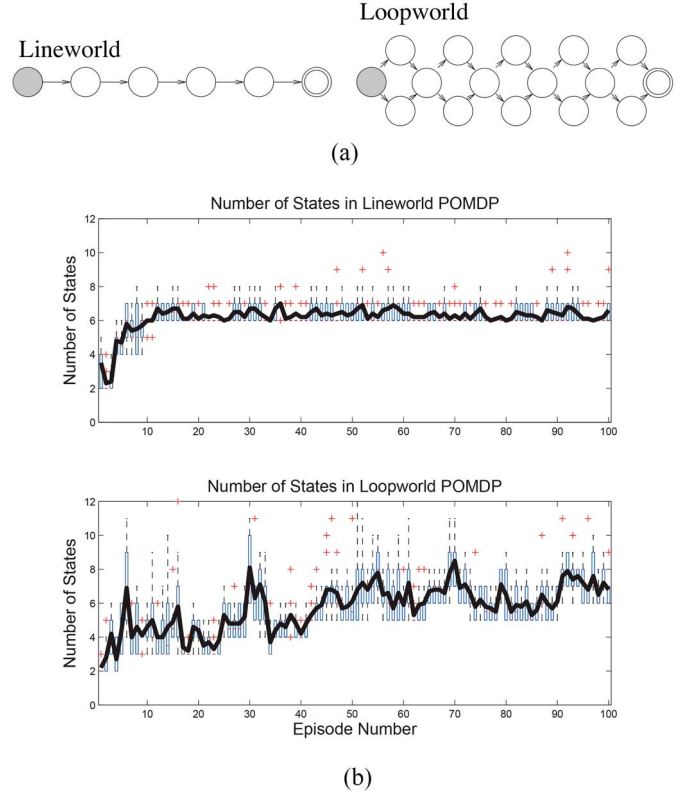 Lineworld
Loopworld
(a)
Number of States in Lineworld POMDP
Number of States
12
10
8
6
4
2
0
10 20 30 40 50 60 70 80 90 100
Number of States in Loopworld POMDP
Number of States
12
10
8
6
4
2
0
10 20 30 40 50 60 70 80 90 100
Episode Number
(b)